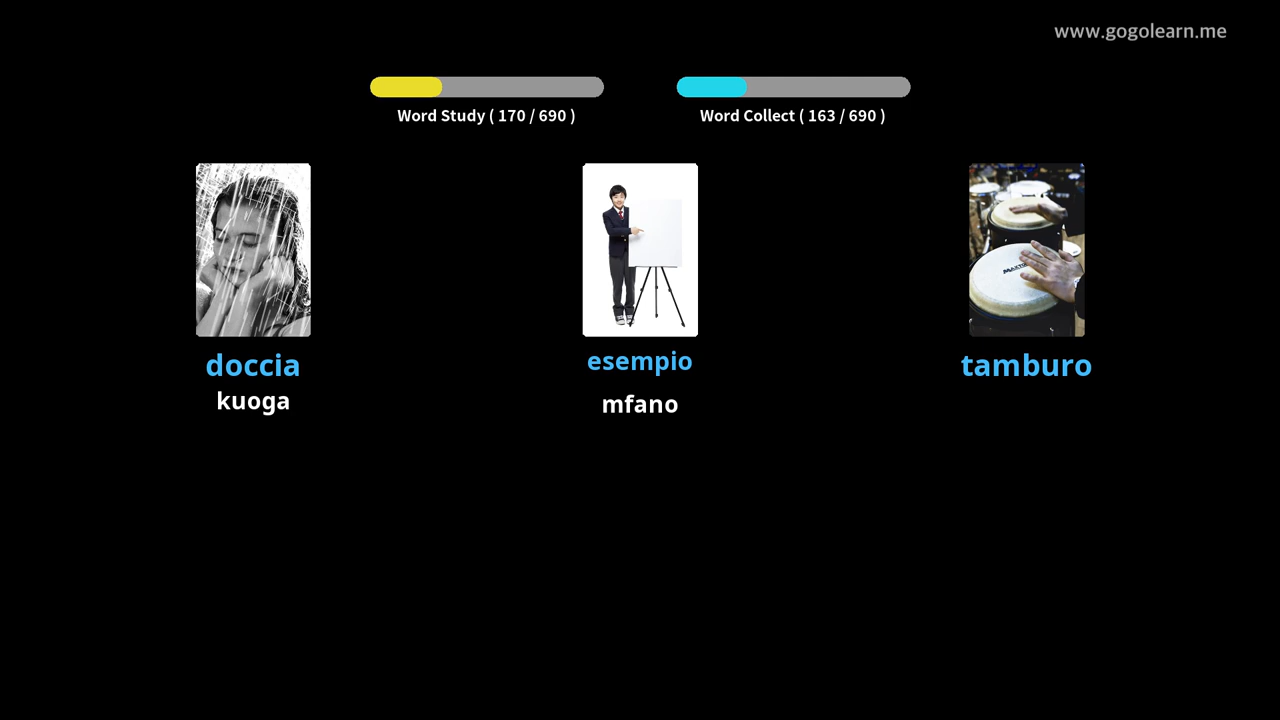 www.gogolearn.me
Word Study ( 170 / 690 )
Word Collect ( 163 / 690 )
doccia
kuoga
esempio
mfano
tamburo